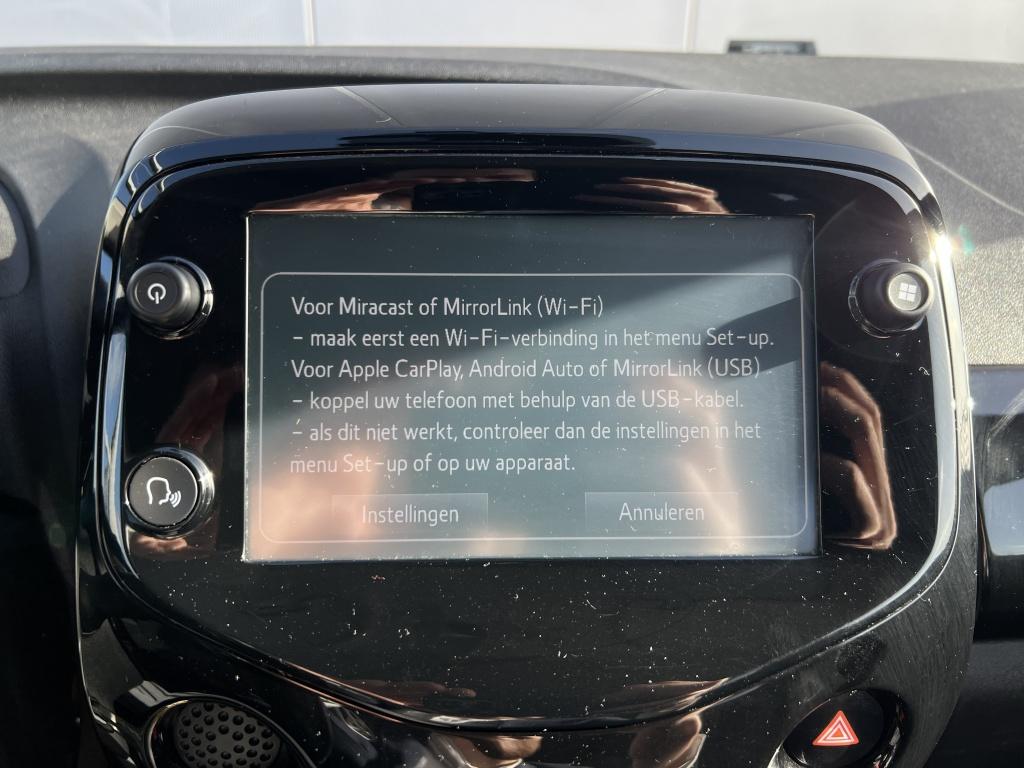 Voor Miracast of MirrorLink (Wi-Fi)
- maak eerst een Wi-Fi-verbinding in het menu Set-up.
Voor Apple CarPlay, Android Auto of MirrorLink (USB)
- koppel uw telefoon met behulp van de USB-kabel.
- als dit niet werkt, controleer dan de instellingen in het
menu Set-up of op uw apparaat.
Instellingen
Annuleren